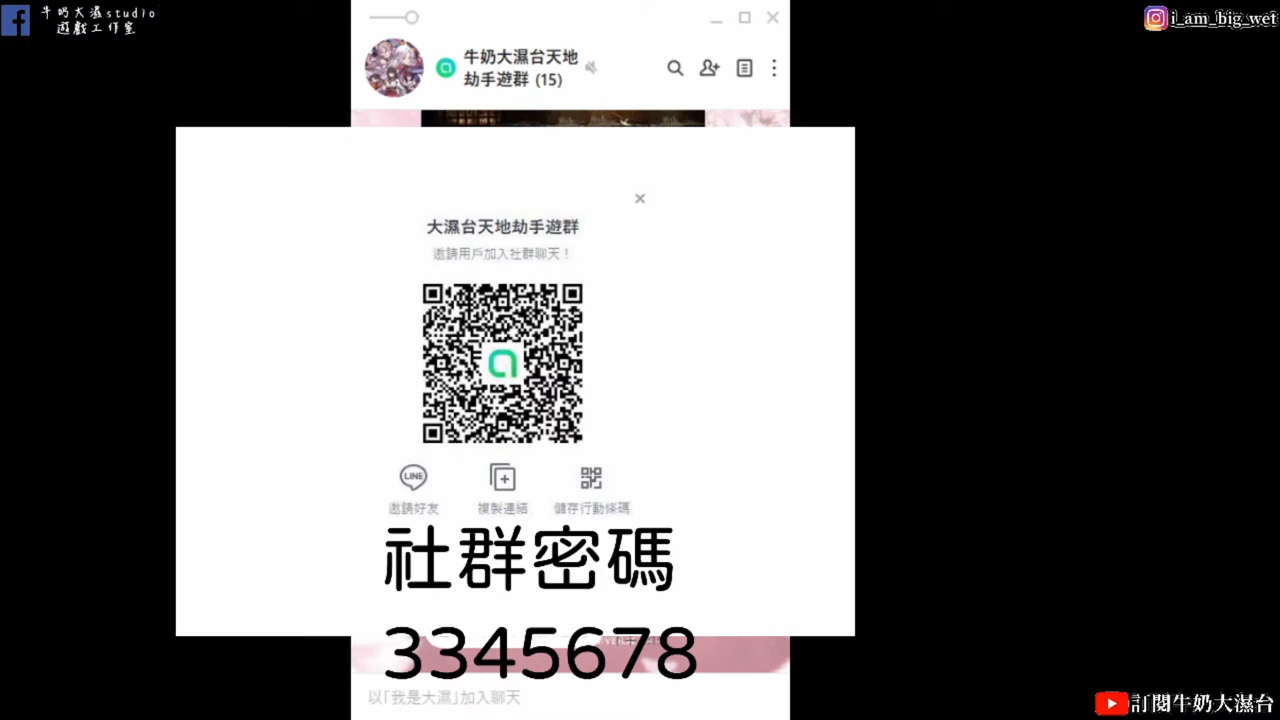 牛奶大濕studio
遊戲工作室
i_am_big_wet
牛奶大濕台天地
劫手遊群 (15)
大濕台天地劫手遊群
邀請用戶加入社群聊天！
LINE
邀請好友
複製連結
儲存行動條碼
社群密碼
3345678
以「我是大濕」加入聊天
訂閱牛奶大濕台